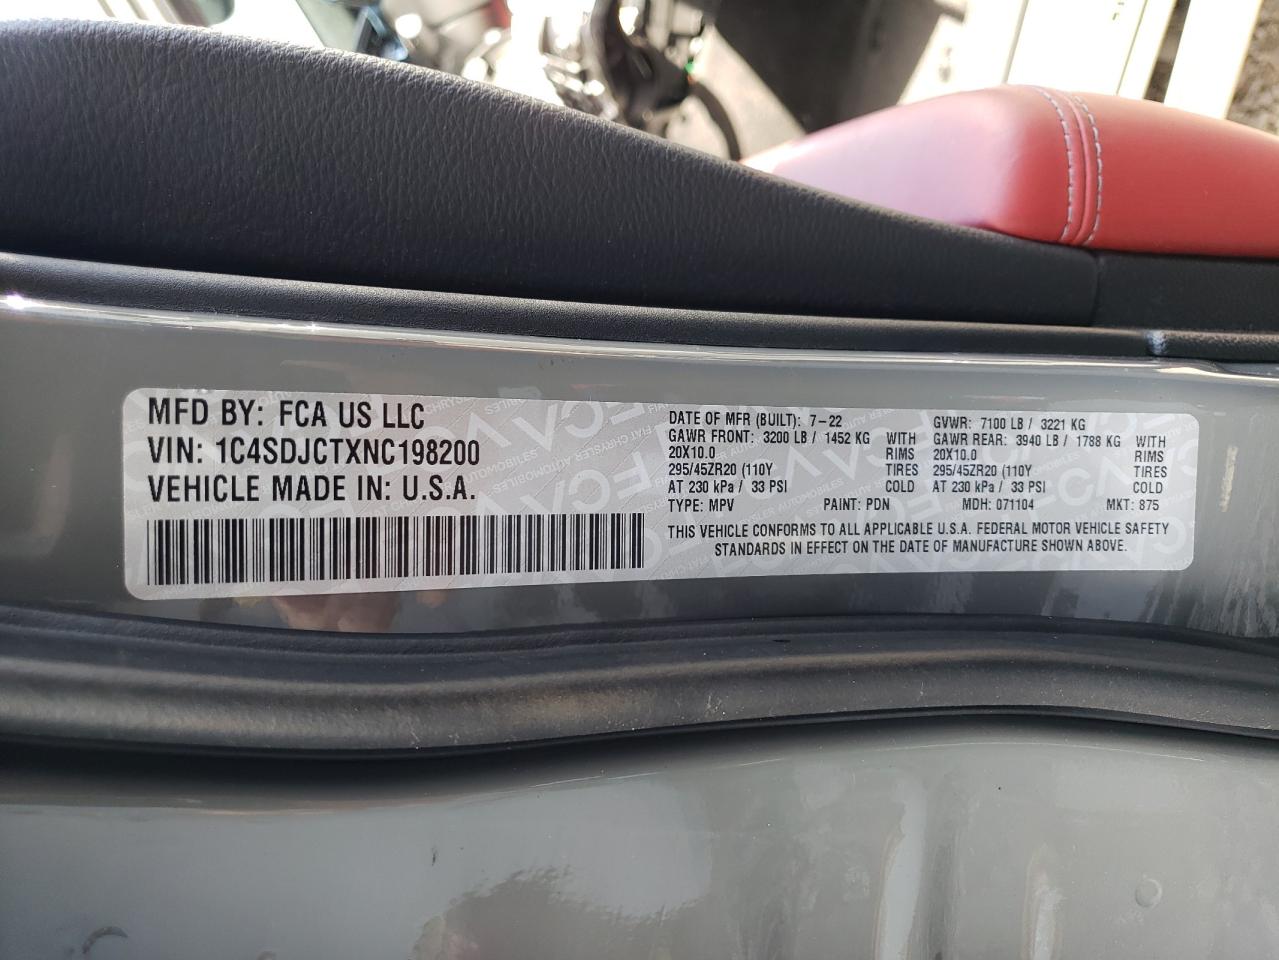 MFD BY: FCA US LLC
VIN: 1C4SDJCTXNC198200
VEHICLE MADE IN: U.S.A.
DATE OF MFR (BUILT): 7-22
GAWR FRONT: 3200 LB / 1452 KG WITH
20X10.0 RIMS
295/45ZR20 (110Y TIRES
AT 230 kPa / 33 PSI COLD
GVWR: 7100 LB / 3221 KG
GAWR REAR: 3940 LB / 1788 KG WITH
20X10.0 RIMS
295/45ZR20 (110Y TIRES
AT 230 kPa / 33 PSI COLD
TYPE: MPV PAINT: PDN MDH: 071104 MKT: 875
THIS VEHICLE CONFORMS TO ALL APPLICABLE U.S.A. FEDERAL MOTOR VEHICLE SAFETY
STANDARDS IN EFFECT ON THE DATE OF MANUFACTURE SHOWN ABOVE.